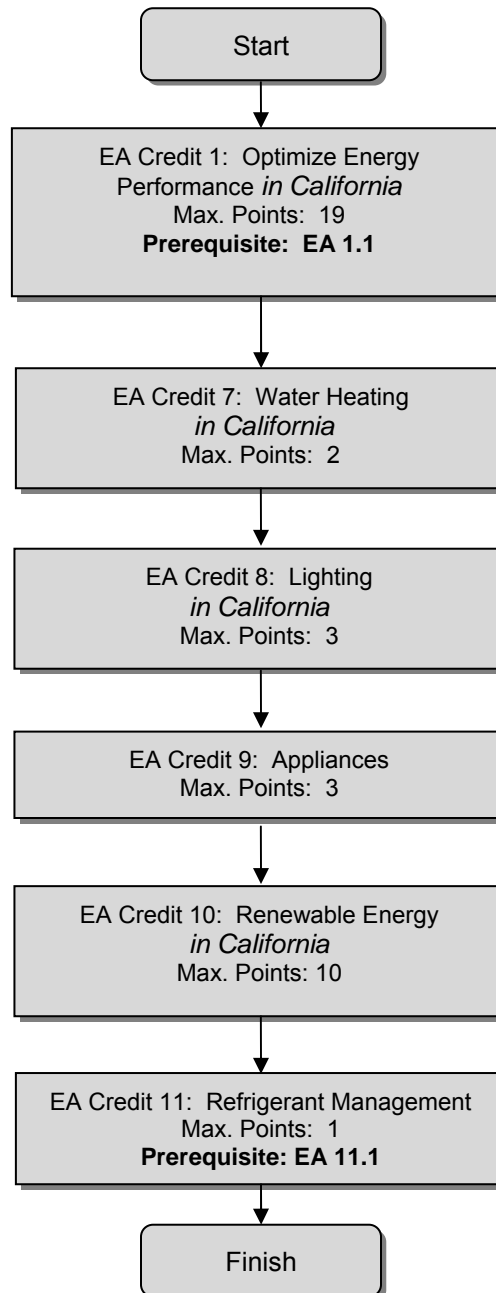 Start
EA Credit 1: Optimize Energy
Performance in California
Max. Points: 19
Prerequisite: EA 1.1
EA Credit 7: Water Heating
in California
Max. Points: 2
EA Credit 8: Lighting
in California
Max. Points: 3
EA Credit 9: Appliances
Max. Points: 3
EA Credit 10: Renewable Energy
in California
Max. Points: 10
EA Credit 11: Refrigerant Management
Max. Points: 1
Prerequisite: EA 11.1
Finish